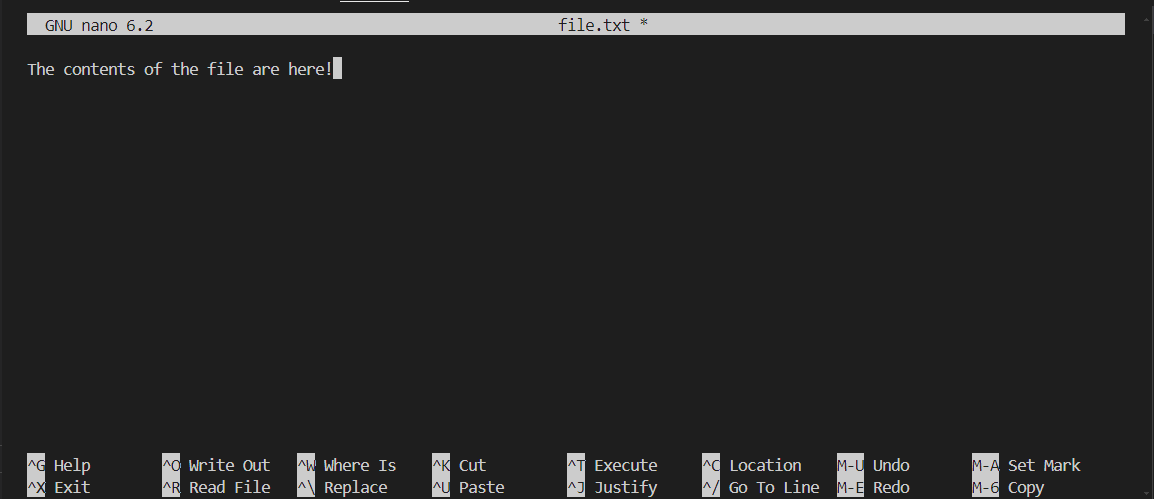 GNU nano 6.2 file.txt *
The contents of the file are here!
^G Help ^O Write Out ^W Where Is ^K Cut ^T Execute ^C Location M-U Undo M-A Set Mark
^X Exit ^R Read File ^\ Replace ^U Paste ^J Justify ^/ Go To Line M-E Redo M-6 Copy